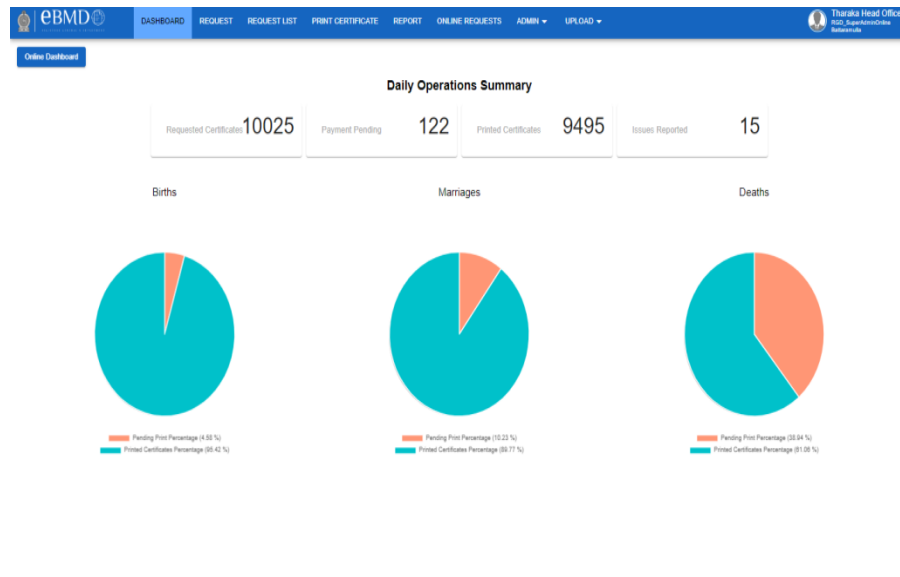 eBMD
DASHBOARD REQUEST REQUEST LIST PRINT CERTIFICATE REPORT ONLINE REQUESTS ADMIN UPLOAD
Tharaka Head Office
RGD_SuperAdminOnline
Battaramulla
Online Dashboard
Daily Operations Summary
Requested Certificates 10025 Payment Pending 122 Printed Certificates 9495 Issues Reported 15
Births Marriages Deaths
Pending Print Percentage (4.58 %) Pending Print Percentage (10.23 %) Pending Print Percentage (38.94 %)
Printed Certificates Percentage (95.42 %) Printed Certificates Percentage (89.77 %) Printed Certificates Percentage (61.06 %)